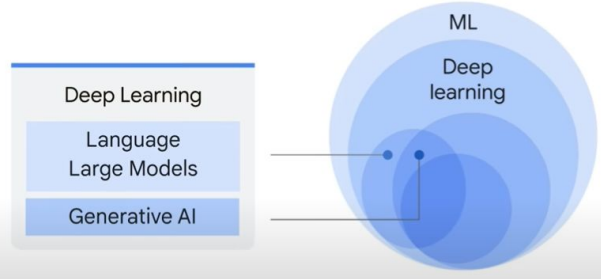 Deep Learning
Language
Large Models
Generative AI
ML
Deep
learning